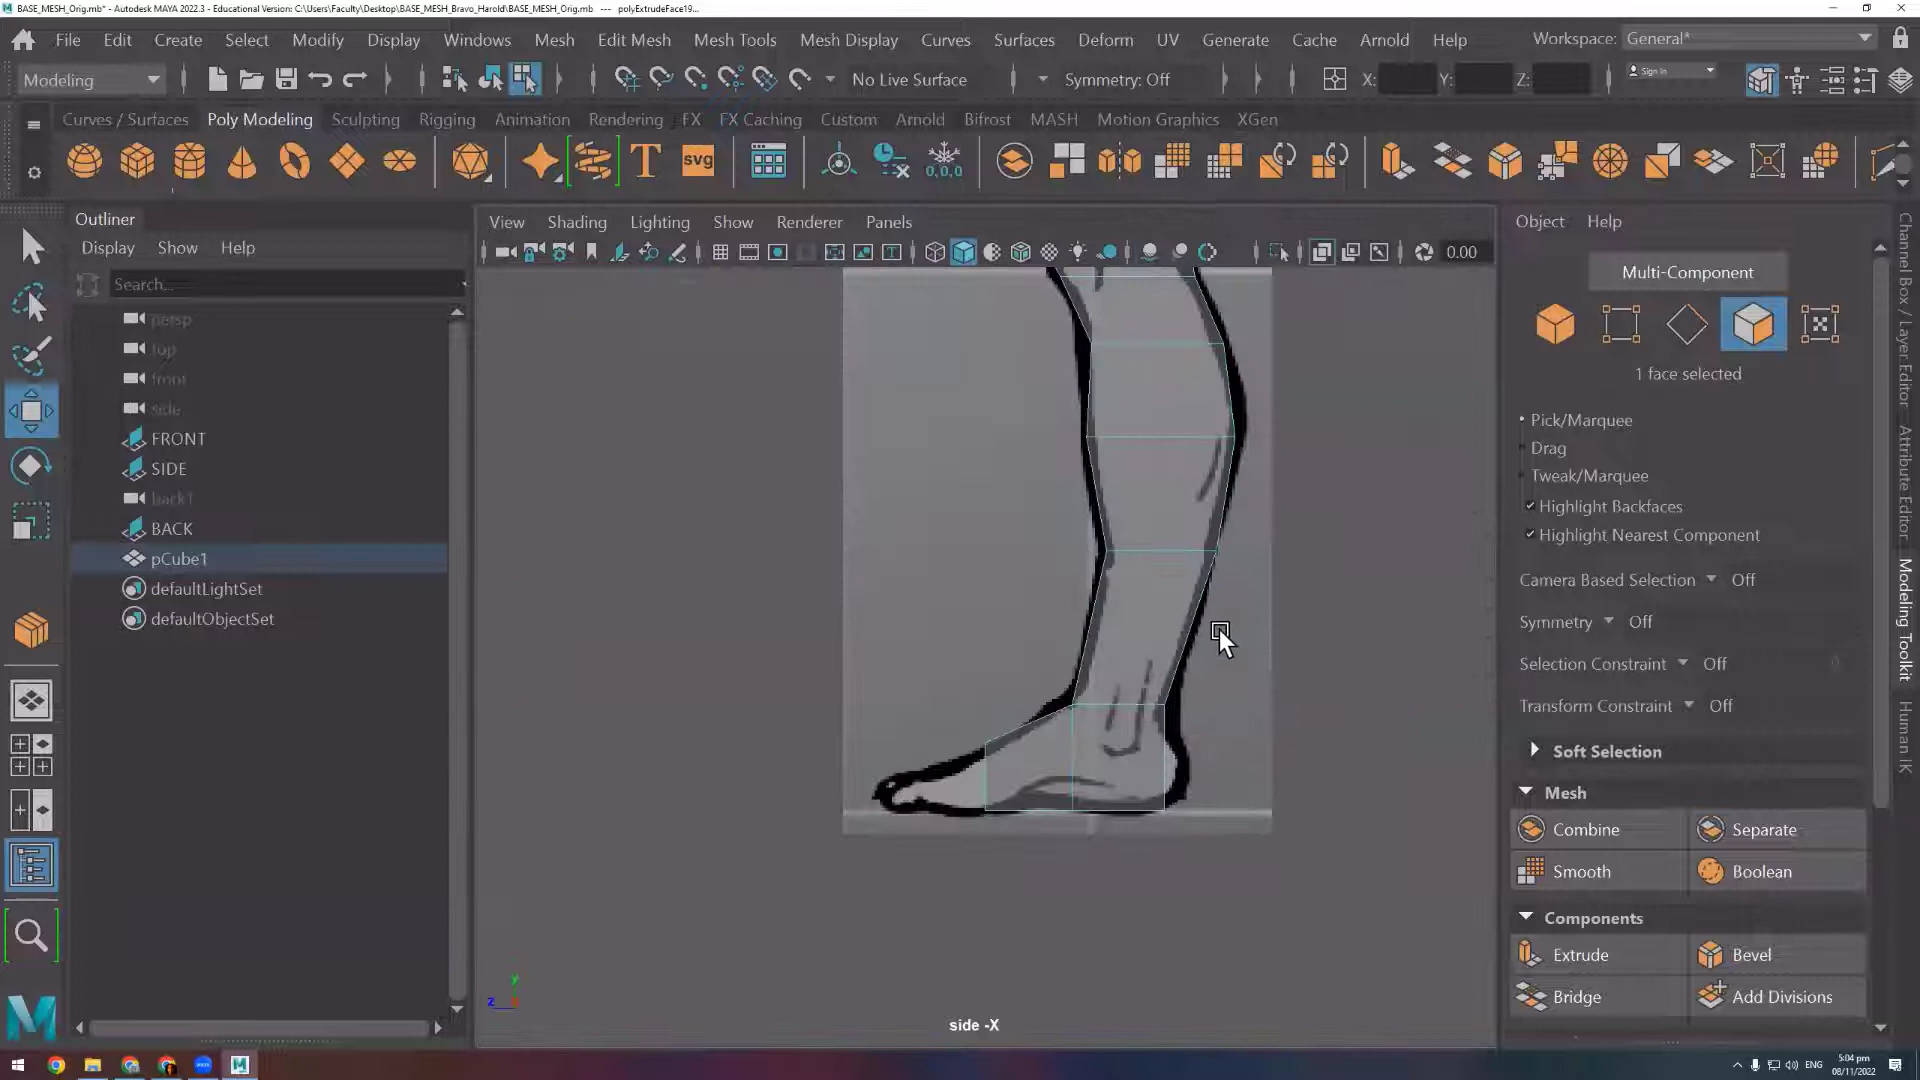 BASE_MESH_Orig.mb* - Autodesk MAYA 2022.3 - Educational Version: C:\Users\Faculty\Desktop\BASE_MESH_Bravo_Harold\BASE_MESH_Orig.mb --- polyExtrudeFace19...
File Edit Create Select Modify Display Windows Mesh Edit Mesh Mesh Tools Mesh Display Curves Surfaces Deform UV Generate Cache Arnold Help Workspace: General*
Modeling No Live Surface Symmetry: Off X: Y: Z: Sign In
Curves / Surfaces Poly Modeling Sculpting Rigging Animation Rendering FX FX Caching Custom Arnold Bifrost MASH Motion Graphics XGen
T svg 0,0,0
Outliner
Display Show Help
Search...
persp
top
front
side
FRONT
SIDE
back1
BACK
pCube1
defaultLightSet
defaultObjectSet
View Shading Lighting Show Renderer Panels
0.00
y
z
side -X
Object Help
Multi-Component
1 face selected
Pick/Marquee
Drag
Tweak/Marquee
Highlight Backfaces
Highlight Nearest Component
Camera Based Selection Off
Symmetry Off
Selection Constraint Off 0
Transform Constraint Off
Soft Selection
Mesh
Combine Separate
Smooth Boolean
Components
Extrude Bevel
Bridge Add Divisions
Channel Box / Layer Editor
Attribute Editor
Modeling Toolkit
Human IK
ENG
5:04 pm
08/11/2022